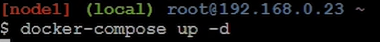 [node1] (local) root@192.168.0.23 ~
$ docker-compose up -d